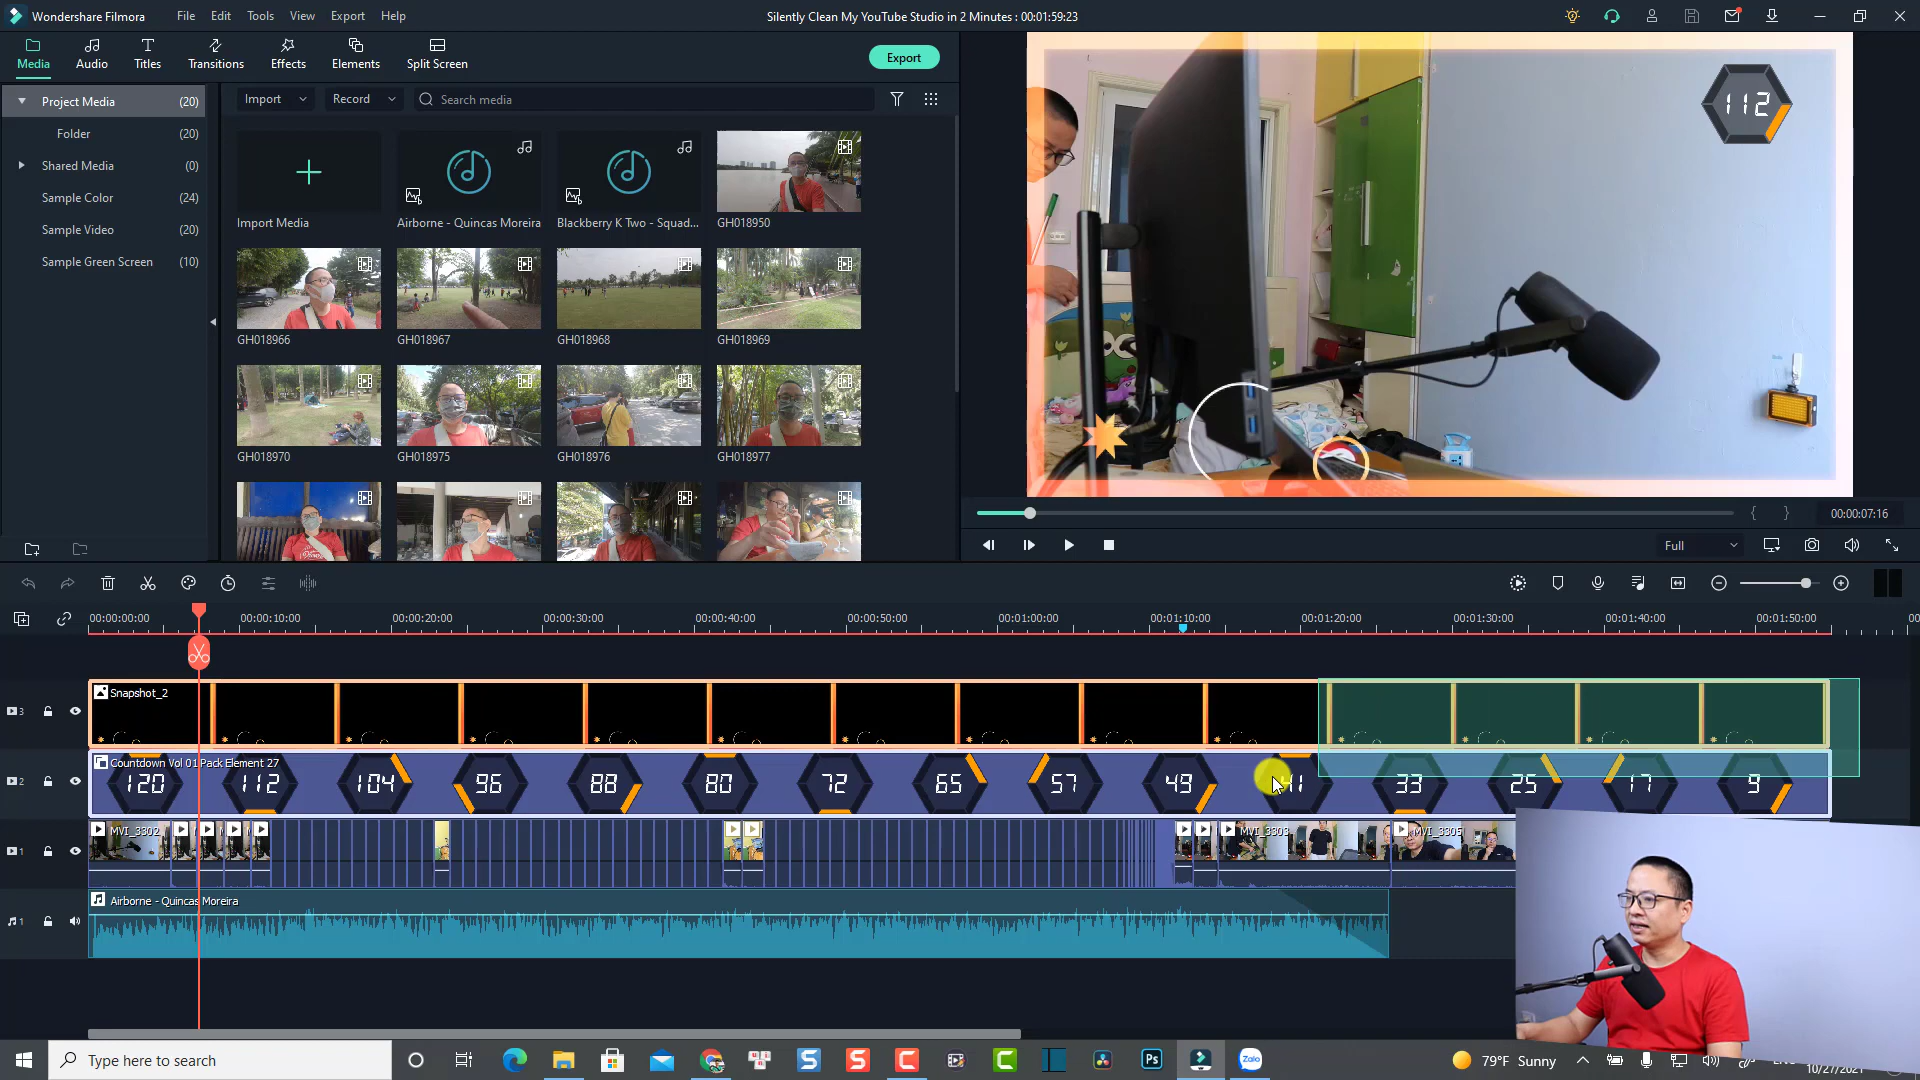 Wondershare Filmora
File Edit Tools View Export Help
Silently Clean My YouTube Studio in 2 Minutes : 00:01:59:23
Media Audio Titles Transitions Effects Elements Split Screen
Export
Project Media (20)
Folder (20)
Shared Media (0)
Sample Color (24)
Sample Video (20)
Sample Green Screen (10)
Import Record Search media
Import Media
Airborne - Quincas Moreira
Blackberry K Two - Squad...
GH018950
GH018966
GH018967
GH018968
GH018969
GH018970
GH018975
GH018976
GH018977
112
00:00:07:16
Full
00:00:00:00 00:00:10:00 00:00:20:00 00:00:30:00 00:00:40:00 00:00:50:00 00:01:00:00 00:01:10:00 00:01:20:00 00:01:30:00 00:01:40:00 00:01:50:00 00
3
Snapshot_2
2
Countdown Vol 01 Pack Element 27
120 112 104 96 88 80 72 65 57 49 41 33 25 17 9
1
MVI_3302 MVI_3303 MVI_3305
1
Airborne - Quincas Moreira
Type here to search
Ps
Zalo
79°F Sunny